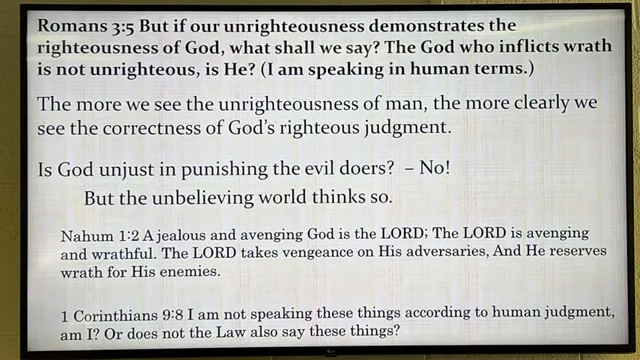 Romans 3:5 But if our unrighteousness demonstrates the
righteousness of God, what shall we say? The God who inflicts wrath
is not unrighteous, is He? (I am speaking in human terms.)
The more we see the unrighteousness of man, the more clearly we
see the correctness of God's righteous judgment.
Is God unjust in punishing the evil doers?  – No!
But the unbelieving world thinks so.
Nahum 1:2 A jealous and avenging God is the LORD; The LORD is avenging
and wrathful. The LORD takes vengeance on His adversaries, And He reserves
wrath for His enemies.
1 Corinthians 9:8 I am not speaking these things according to human judgment,
am I? Or does not the Law also say these things?